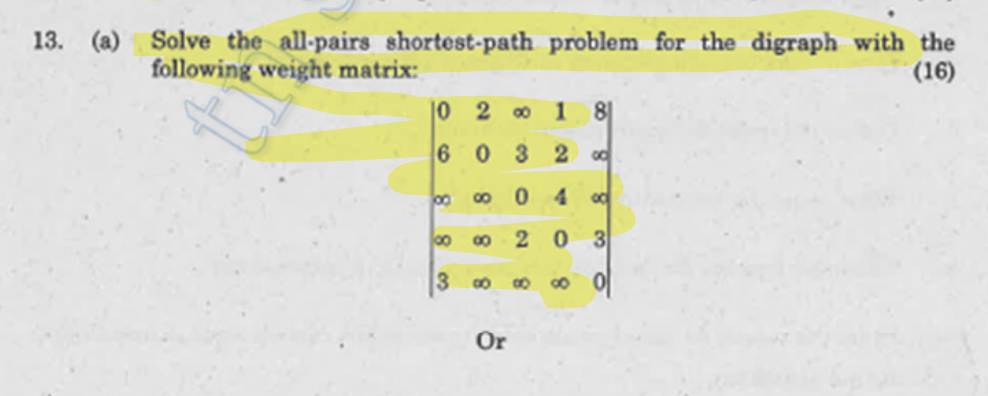 13. (a) Solve the all-pairs shortest-path problem for the digraph with the
following weight matrix: (16)
0 2 ∞ 1 8
6 0 3 2 ∞
∞ ∞ 0 4 ∞
∞ ∞ 2 0 3
3 ∞ ∞ ∞ 0
Or